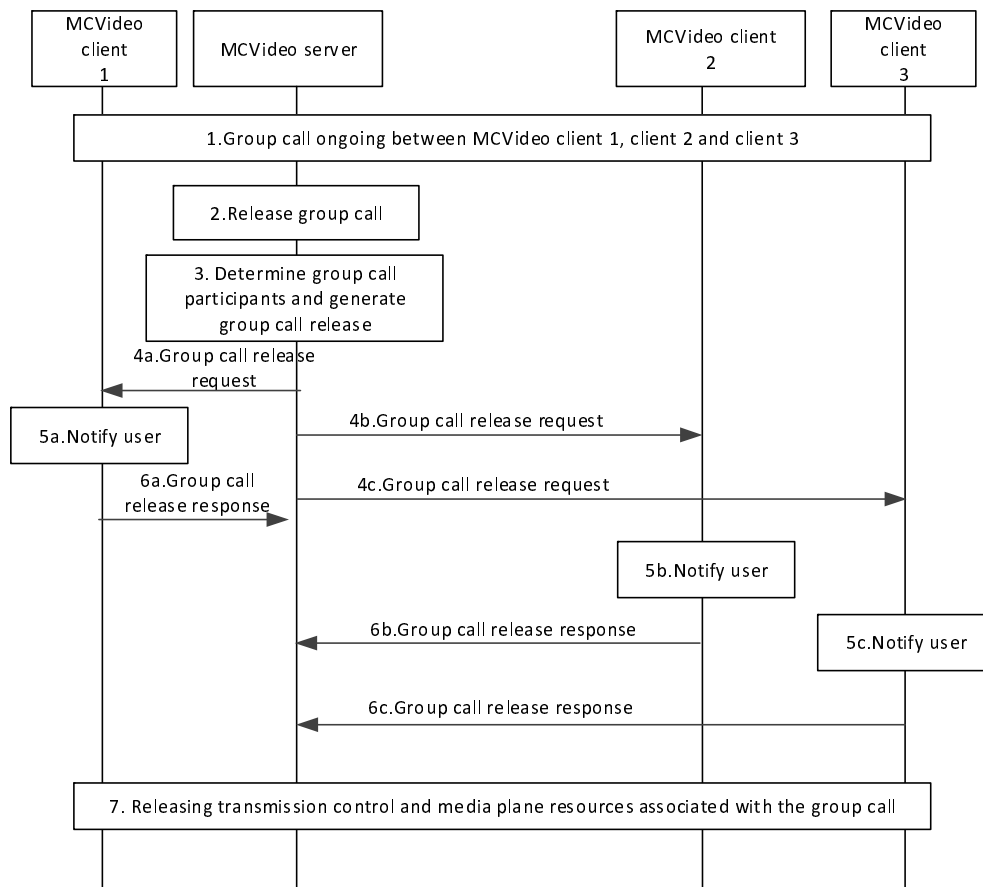 MCVideo
client
1
MCVideo server
MCVideo client
2
MCVideo
client
3
1.Group call ongoing between MCVideo client 1, client 2 and client 3
2.Release group call
3. Determine group call
participants and generate
group call release
4a.Group call release
request
5a.Notify user
4b.Group call release request
6a.Group call
release response
4c.Group call release request
5b.Notify user
6b.Group call release response
5c.Notify user
6c.Group call release response
7. Releasing transmission control and media plane resources associated with the group call